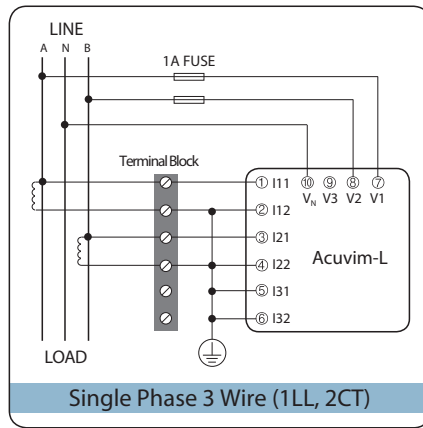 LINE
A N B
1A FUSE
Terminal Block
① I11
② I12
③ I21
④ I22
⑤ I31
⑥ I32
⑩ ⑨ ⑧ ⑦
VN V3 V2 V1
Acuvim-L
LOAD
Single Phase 3 Wire (1LL, 2CT)